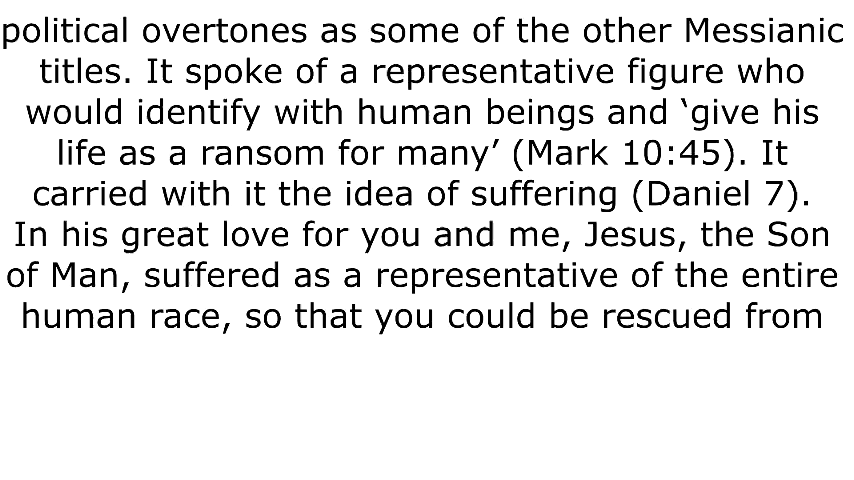 political overtones as some of the other Messianic
titles. It spoke of a representative figure who
would identify with human beings and ‘give his
life as a ransom for many’ (Mark 10:45). It
carried with it the idea of suffering (Daniel 7).
In his great love for you and me, Jesus, the Son
of Man, suffered as a representative of the entire
human race, so that you could be rescued from